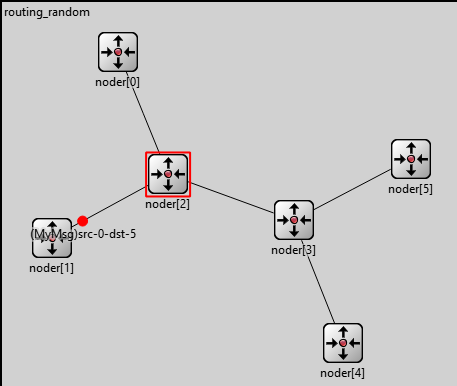 routing_random
noder[0]
noder[5]
noder[2]
(MyMsg)src-0-dst-5
noder[3]
noder[1]
noder[4]